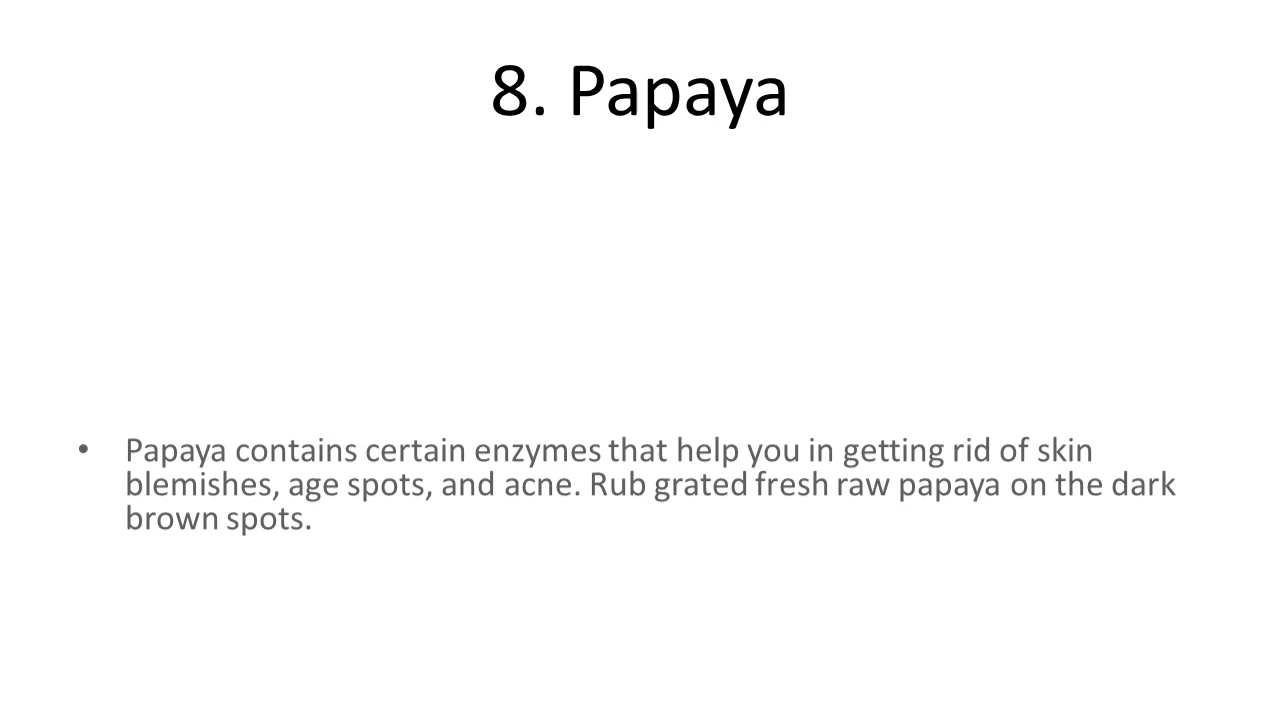 8. Papaya
• Papaya contains certain enzymes that help you in getting rid of skin
blemishes, age spots, and acne. Rub grated fresh raw papaya on the dark
brown spots.